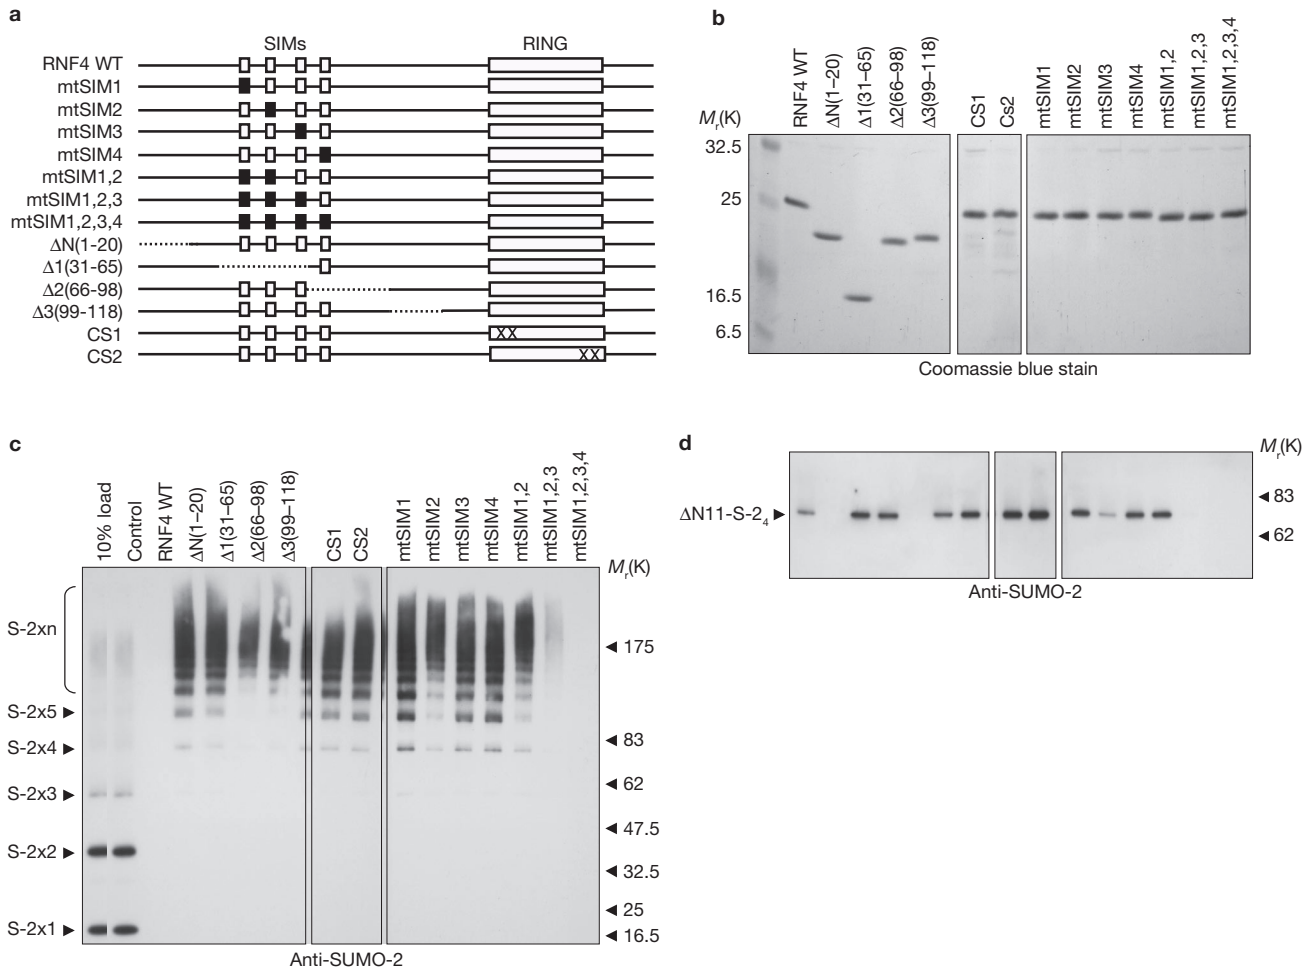 a
SIMs RING
RNF4 WT
mtSIM1
mtSIM2
mtSIM3
mtSIM4
mtSIM1,2
mtSIM1,2,3
mtSIM1,2,3,4
ΔN(1-20)
Δ1(31-65)
Δ2(66-98)
Δ3(99-118)
CS1
XX
CS2
XX
b
RNF4 WT
ΔN(1–20)
Δ1(31–65)
Δ2(66–98)
Δ3(99–118)
CS1
Cs2
mtSIM1
mtSIM2
mtSIM3
mtSIM4
mtSIM1,2
mtSIM1,2,3
mtSIM1,2,3,4
Mr(K)
32.5
25
16.5
6.5
Coomassie blue stain
c
10% load
Control
RNF4 WT
ΔN(1–20)
Δ1(31–65)
Δ2(66–98)
Δ3(99–118)
CS1
CS2
mtSIM1
mtSIM2
mtSIM3
mtSIM4
mtSIM1,2
mtSIM1,2,3
mtSIM1,2,3,4
Mr(K)
S-2xn
S-2x5
S-2x4
S-2x3
S-2x2
S-2x1
175
83
62
47.5
32.5
25
16.5
Anti-SUMO-2
d
Mr(K)
ΔN11-S-2₄
83
62
Anti-SUMO-2